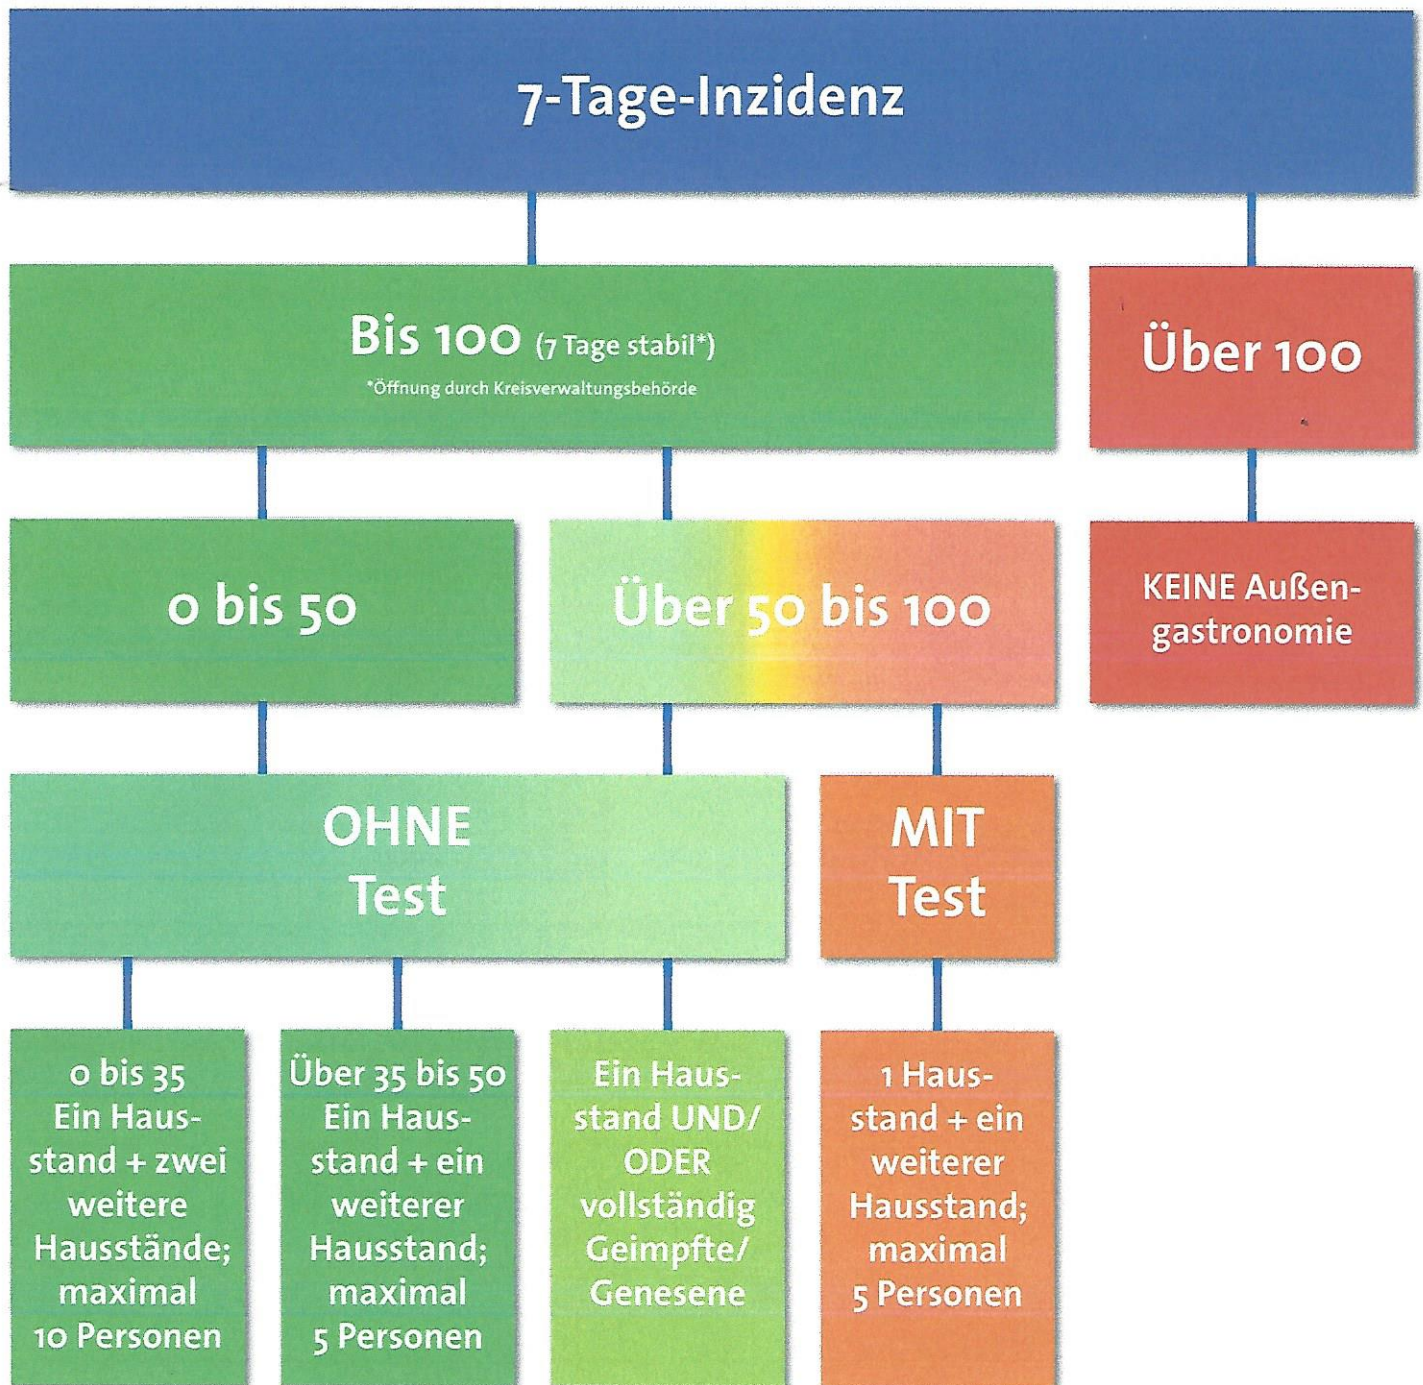 7-Tage-Inzidenz
Bis 100 (7 Tage stabil*)
*Öffnung durch Kreisverwaltungsbehörde
Über 100
0 bis 50
Über 50 bis 100
KEINE Außen-
gastronomie
OHNE
Test
MIT
Test
0 bis 35
Ein Haus-
stand + zwei
weitere
Hausstände;
maximal
10 Personen
Über 35 bis 50
Ein Haus-
stand + ein
weiterer
Hausstand;
maximal
5 Personen
Ein Haus-
stand UND/
ODER
vollständig
Geimpfte/
Genesene
1 Haus-
stand + ein
weiterer
Hausstand;
maximal
5 Personen